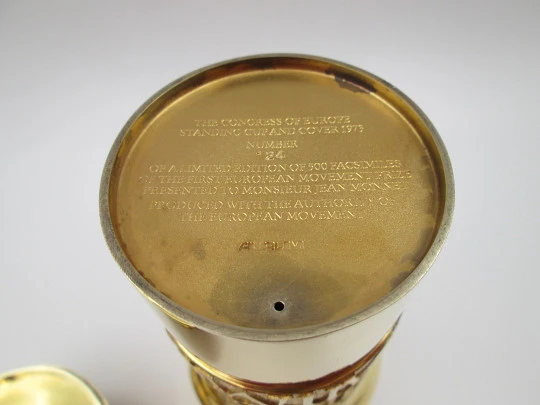 THE CONGRESS OF EUROPE
STANDING CUP AND COVER 1973
NUMBER
OF A LIMITED EDITION OF 500 FACSIMILES
OF THE FIRST EUROPEAN MOVEMENT PRIZE
PRESENTED TO MONSIEUR JEAN MONNET
PRODUCED WITH THE AUTHORITY OF
THE EUROPEAN MOVEMENT
AURUM